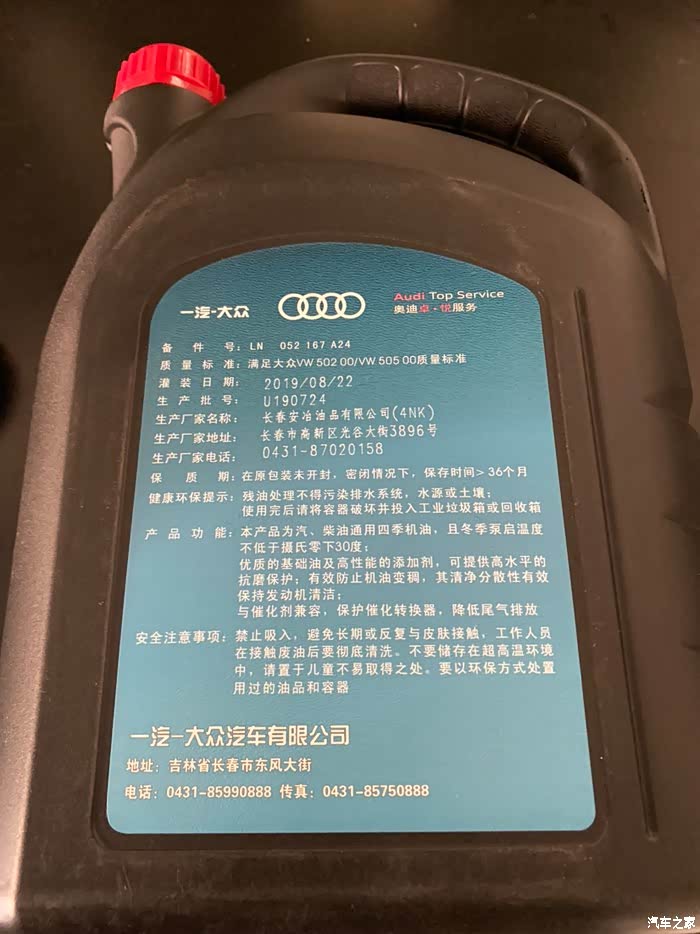 一汽-大众
Audi Top Service
奥迪卓·悦服务
备件号：LN 052 167 A24
质量标准：满足大众VW 502 00/VW 505 00质量标准
灌装日期：2019/08/22
生产批号：U190724
生产厂家名称：长春安冶油品有限公司(4NK)
生产厂家地址：长春市高新区光谷大街3896号
生产厂家电话：0431-87020158
保质期：在原包装未开封，密闭情况下，保存时间>36个月
健康环保提示：残油处理不得污染排水系统，水源或土壤；
使用完后请将容器破坏并投入工业垃圾箱或回收箱
产品功能：本产品为汽、柴油通用四季机油，且冬季泵启温度
不低于摄氏零下30度；
优质的基础油及高性能的添加剂，可提供高水平的
抗磨保护；有效防止机油变稠，其清净分散性有效
保持发动机清洁；
与催化剂兼容，保护催化转换器，降低尾气排放
安全注意事项：禁止吸入，避免长期或反复与皮肤接触，工作人员
在接触废油后要彻底清洗。不要储存在超高温环境
中，请置于儿童不易取得之处。要以环保方式处置
用过的油品和容器
一汽-大众汽车有限公司
地址：吉林省长春市东风大街
电话：0431-85990888 传真：0431-85750888
汽车之家